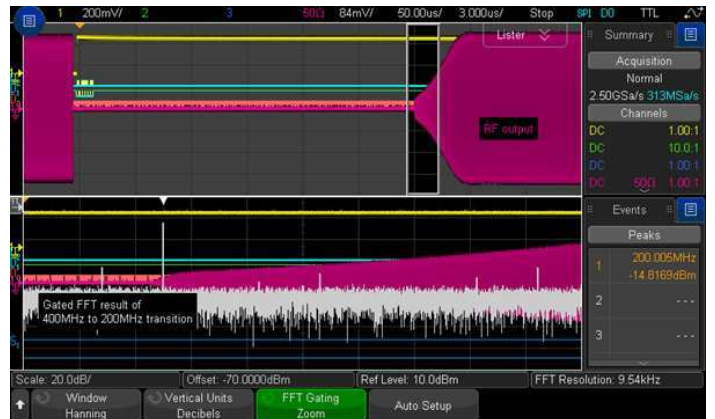 1 200mV/ 2 3 50Ω 84mV/ 50.00us/ 3.000us/ Stop SPI D0 TTL
Lister
Summary
Acquisition
Normal
2.50GSa/s 313MSa/s
Channels
DC 1.00:1
DC 10.0:1
DC 1.00:1
DC 50Ω 1.00:1
RF output
Events
Peaks
1 200.005MHz
-14.8169dBm
2 ---
3 ---
Gated FFT result of
400MHz to 200MHz transition
S1
Scale: 20.0dB/ Offset: -70.0000dBm Ref Level: 10.0dBm FFT Resolution: 9.54kHz
Window
Hanning
Vertical Units
Decibels
FFT Gating
Zoom
Auto Setup